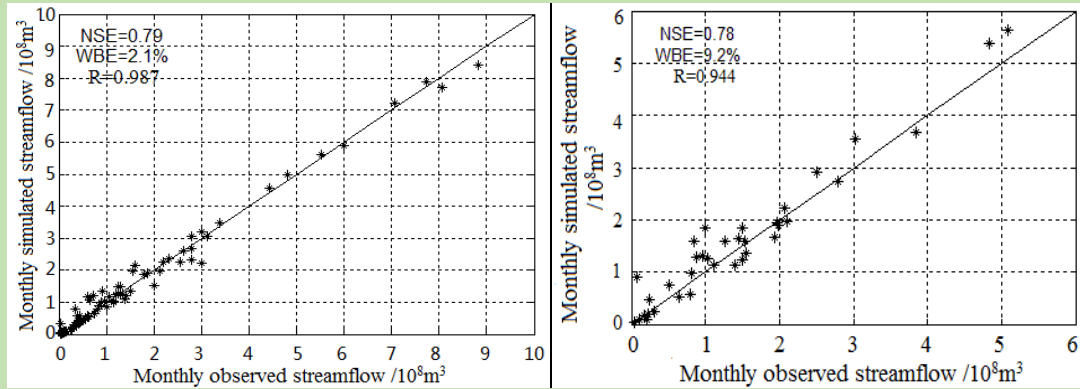 NSE=0.79
WBE=2.1%
R=0.987
Monthly simulated streamflow /10⁸m³
10
9
8
7
6
5
4
3
2
1
0
0 1 2 3 4 5 6 7 8 9 10
Monthly observed streamflow /10⁸m³
NSE=0.78
WBE=9.2%
R=0.944
Monthly simulated streamflow
/10⁸m³
6
5
4
3
2
1
0
0 1 2 3 4 5 6
Monthly observed streamflow /10⁸m³